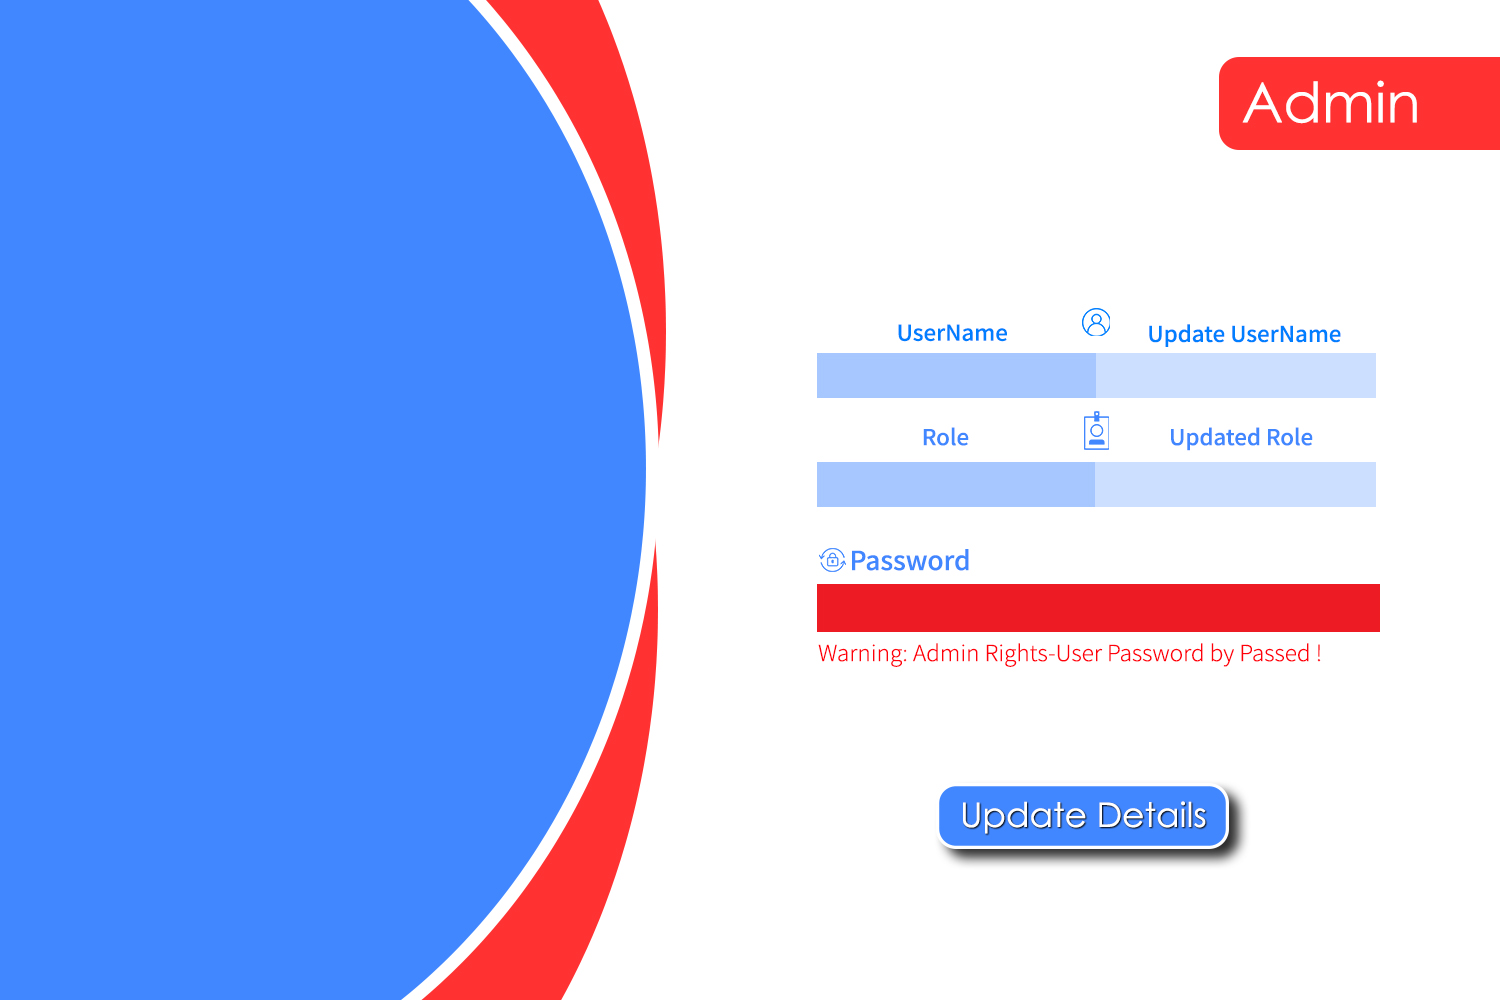 Admin
UserName
Update UserName
Role
Updated Role
Password
Warning: Admin Rights-User Password by Passed !
Update Details